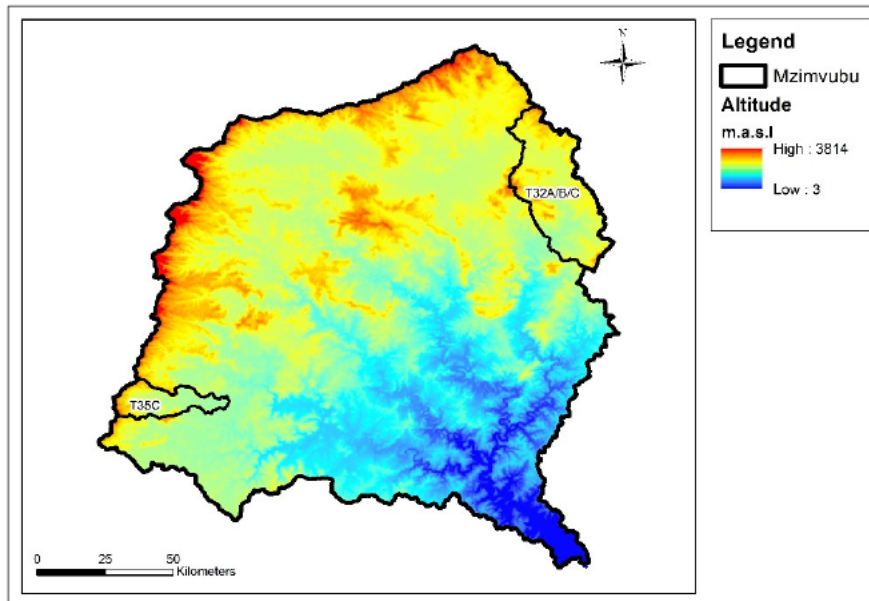 N
Legend
Mzimvubu
Altitude
m.a.s.l
High : 3814
Low : 3
T32A/B/C
T35C
0 25 50
Kilometers